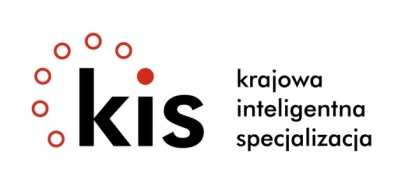 kis
krajowa
inteligentna
specjalizacja